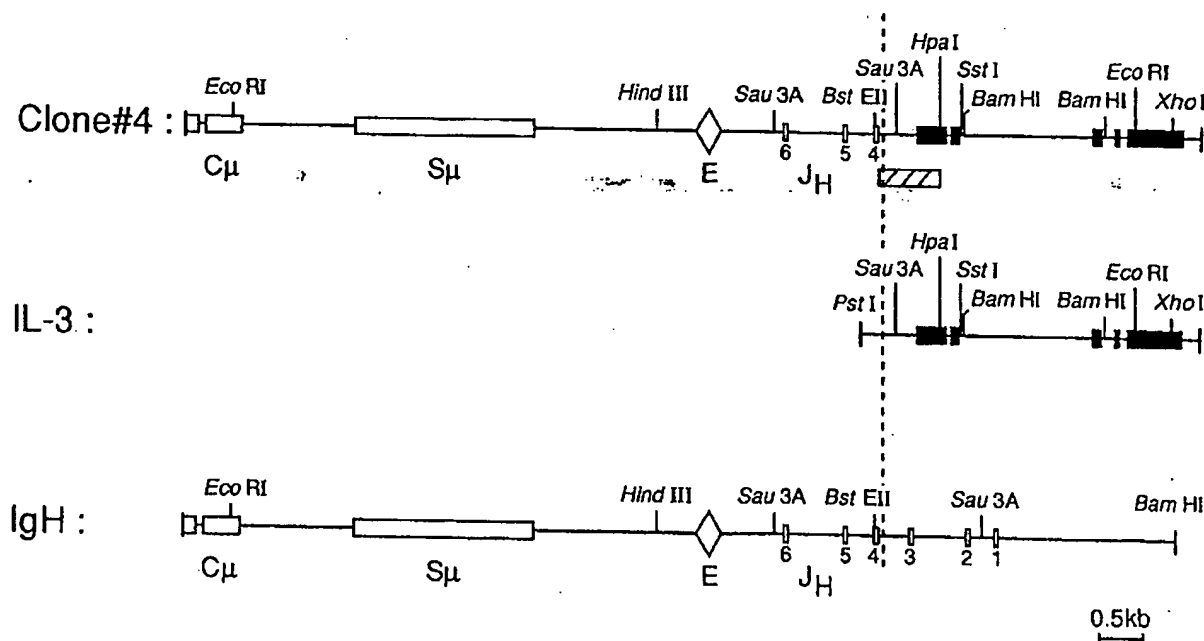 Hpa I
Eco RI Hind III Sau 3A Bst EII Sau 3A Sst I Bam HI Bam HI Eco RI Xho I
Clone#4 :
6 5 4
Cμ Sμ E JH
Hpa I
Sau 3A Sst I Eco RI
Pst I Bam HI Bam HI Xho I
IL-3 :
Eco RI Hind III Sau 3A Bst EII Sau 3A Bam HI
IgH :
6 5 4 3 2 1
Cμ Sμ E JH
0.5kb